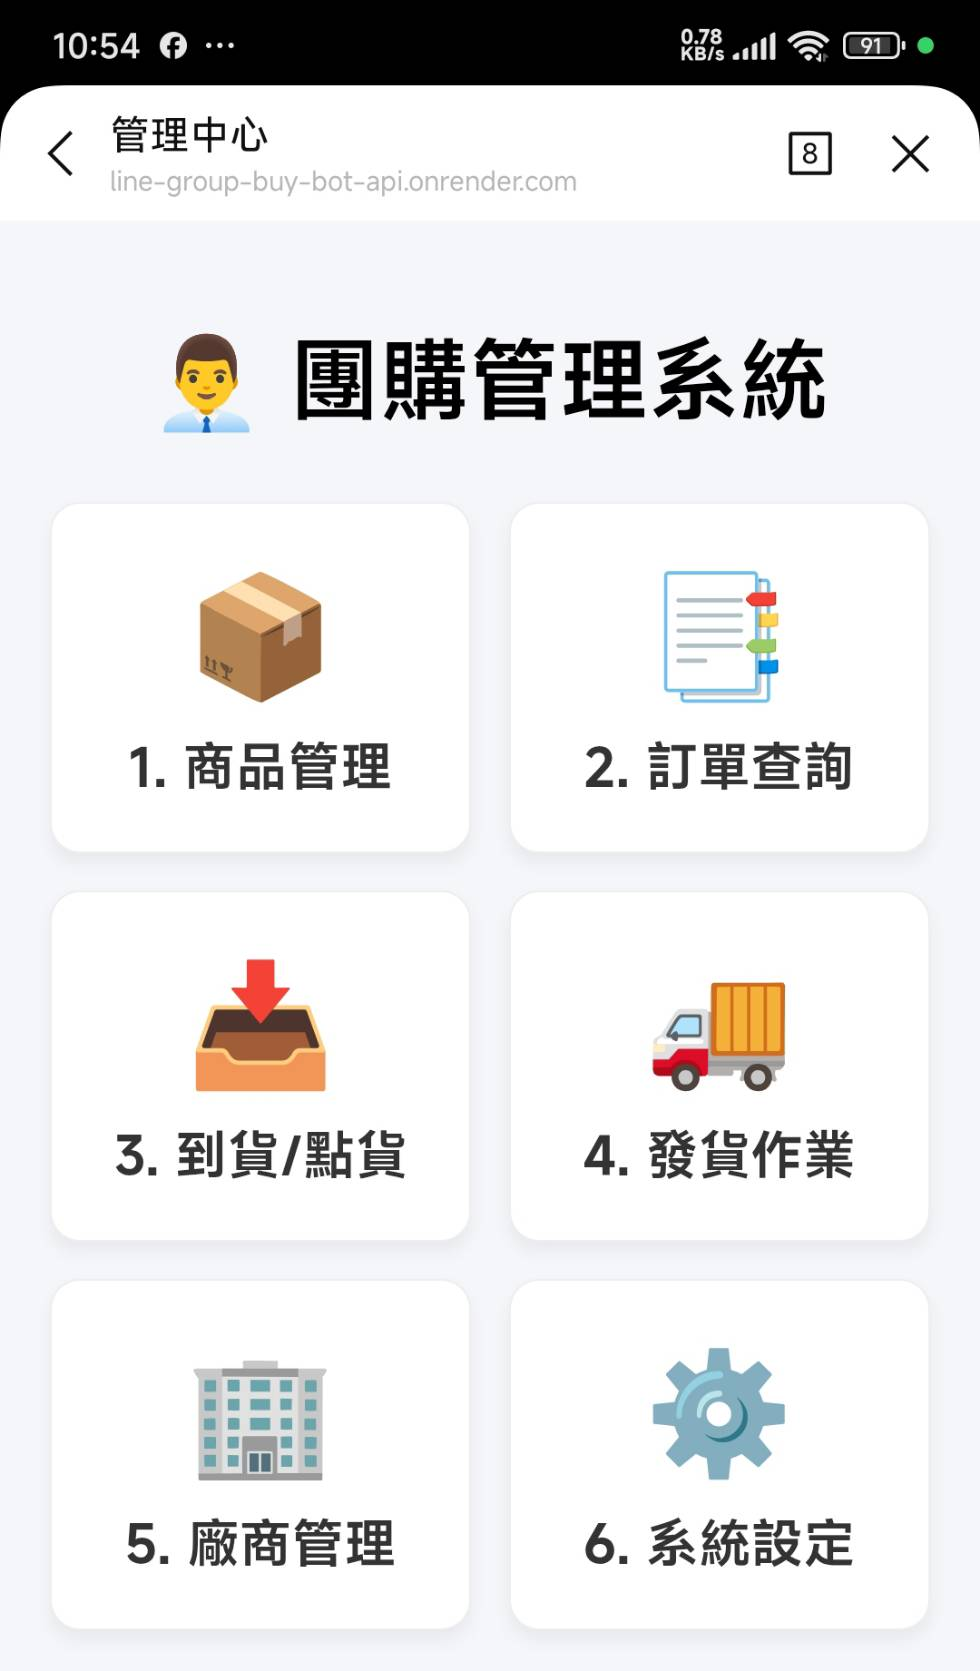 10:54
0.78
KB/s
91
管理中心
8
line-group-buy-bot-api.onrender.com
團購管理系統
1. 商品管理
2. 訂單查詢
3. 到貨/點貨
4. 發貨作業
5. 廠商管理
6. 系統設定